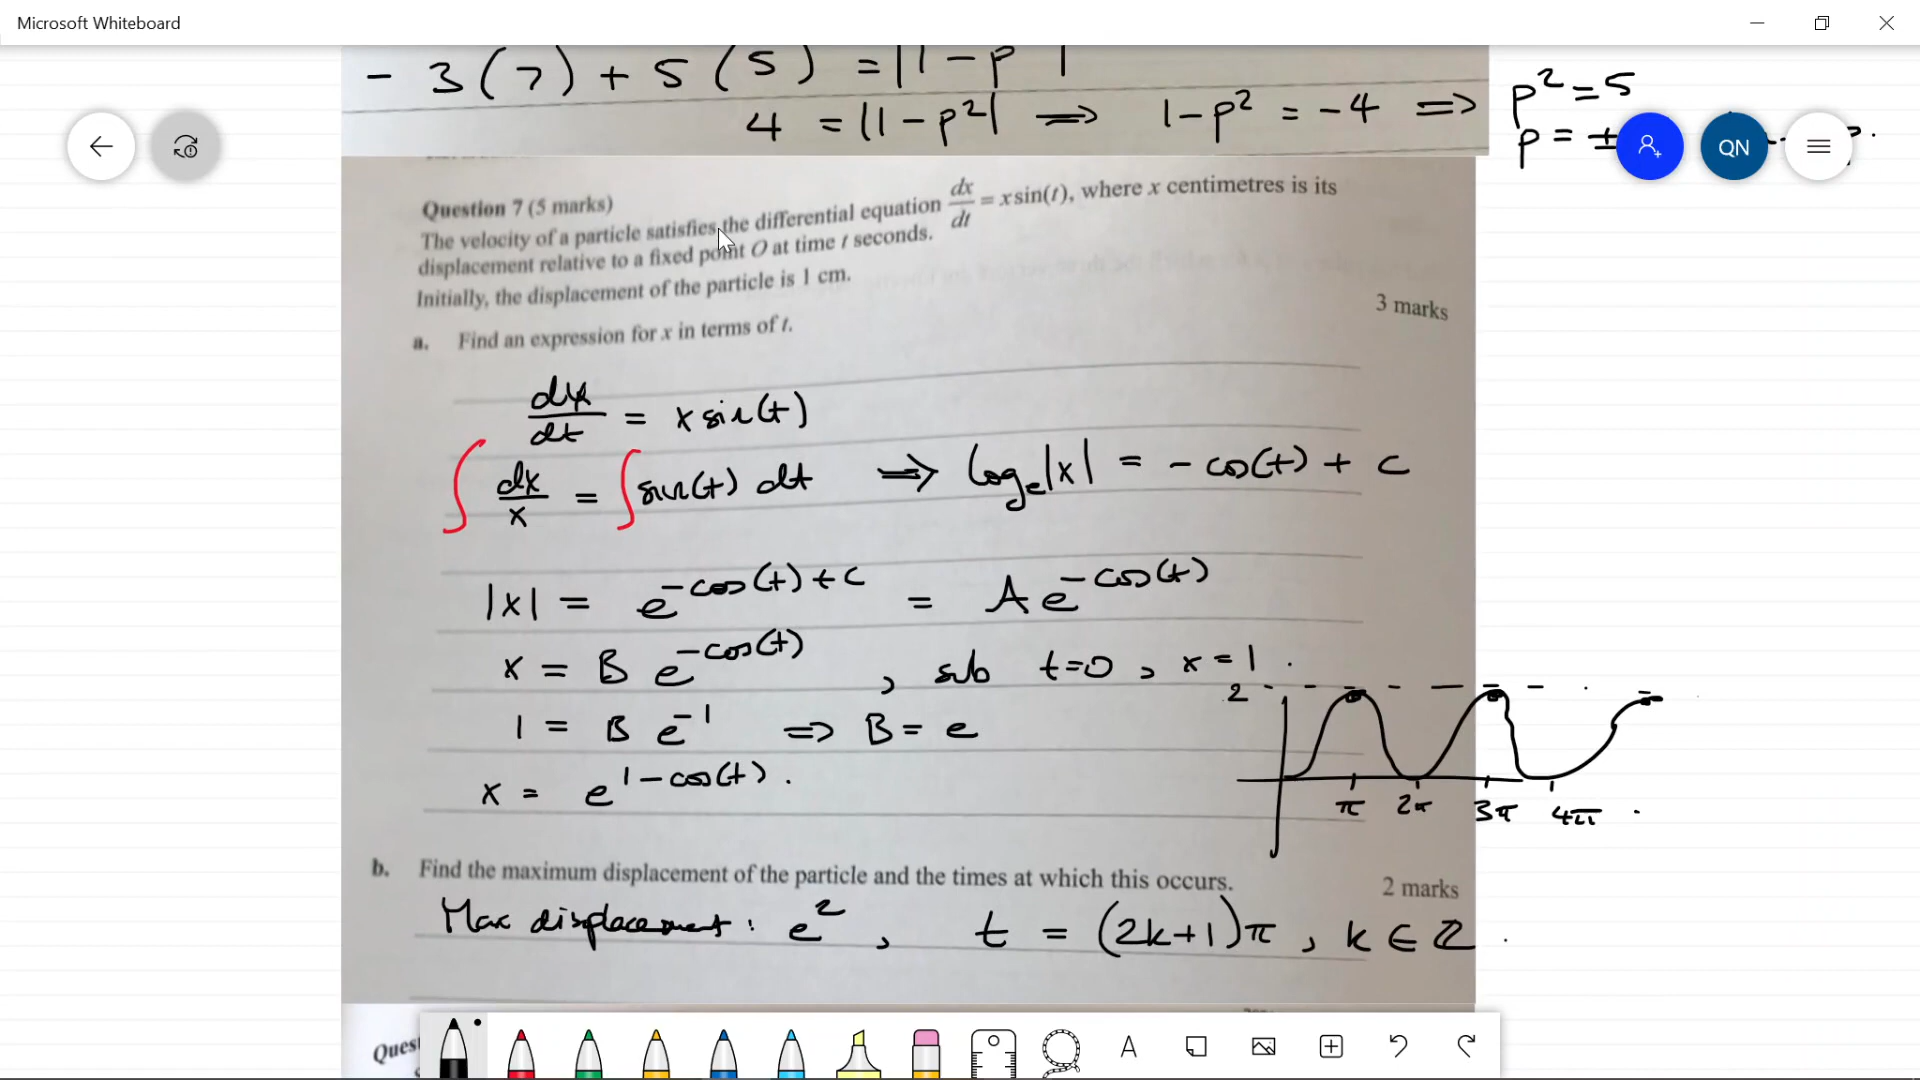 Microsoft Whiteboard
- 3(7) + 5(5) = |1 - p
4 = |1 - p²| ⇒ 1 - p² = -4 ⇒
p² = 5
p = ±
QN
Question 7 (5 marks)
The velocity of a particle satisfies the differential equation dx/dt = x sin(t), where x centimetres is its
displacement relative to a fixed point O at time t seconds.
Initially, the displacement of the particle is 1 cm.
3 marks
a. Find an expression for x in terms of t.
dx/dt = x sin(t)
∫ dx/x = ∫ sin(t) dt ⇒ logₑ|x| = - cos(t) + c
|x| = e^(-cos(t)+c) = A e^(-cos(t))
x = B e^(-cos(t)), sub t=0, x=1.
1 = B e^(-1) ⇒ B = e
x = e^(1-cos(t)).
2
π 2π 3π 4π
b. Find the maximum displacement of the particle and the times at which this occurs.
2 marks
Max displacement: e², t = (2k+1)π, k ∈ Z.
Ques
A